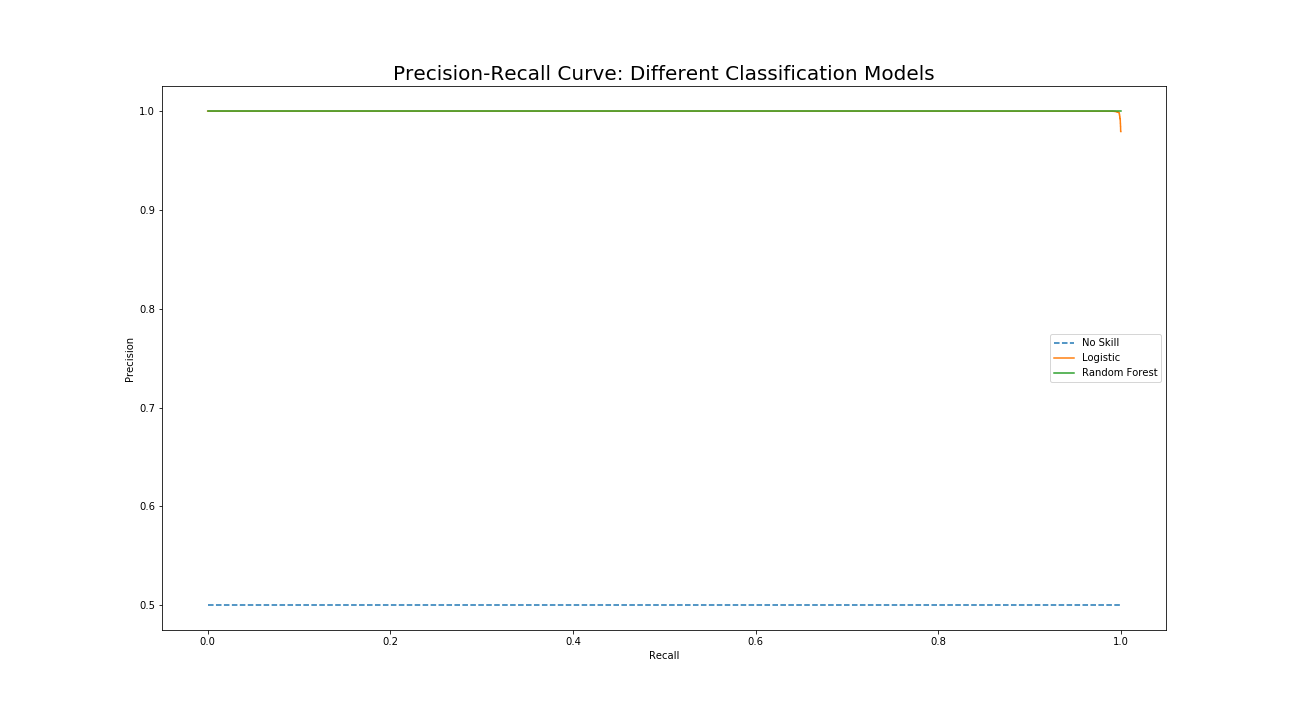 Precision-Recall Curve: Different Classification Models
1.0
0.9
0.8
0.7
0.6
0.5
Precision
No Skill
Logistic
Random Forest
0.0 0.2 0.4 0.6 0.8 1.0
Recall